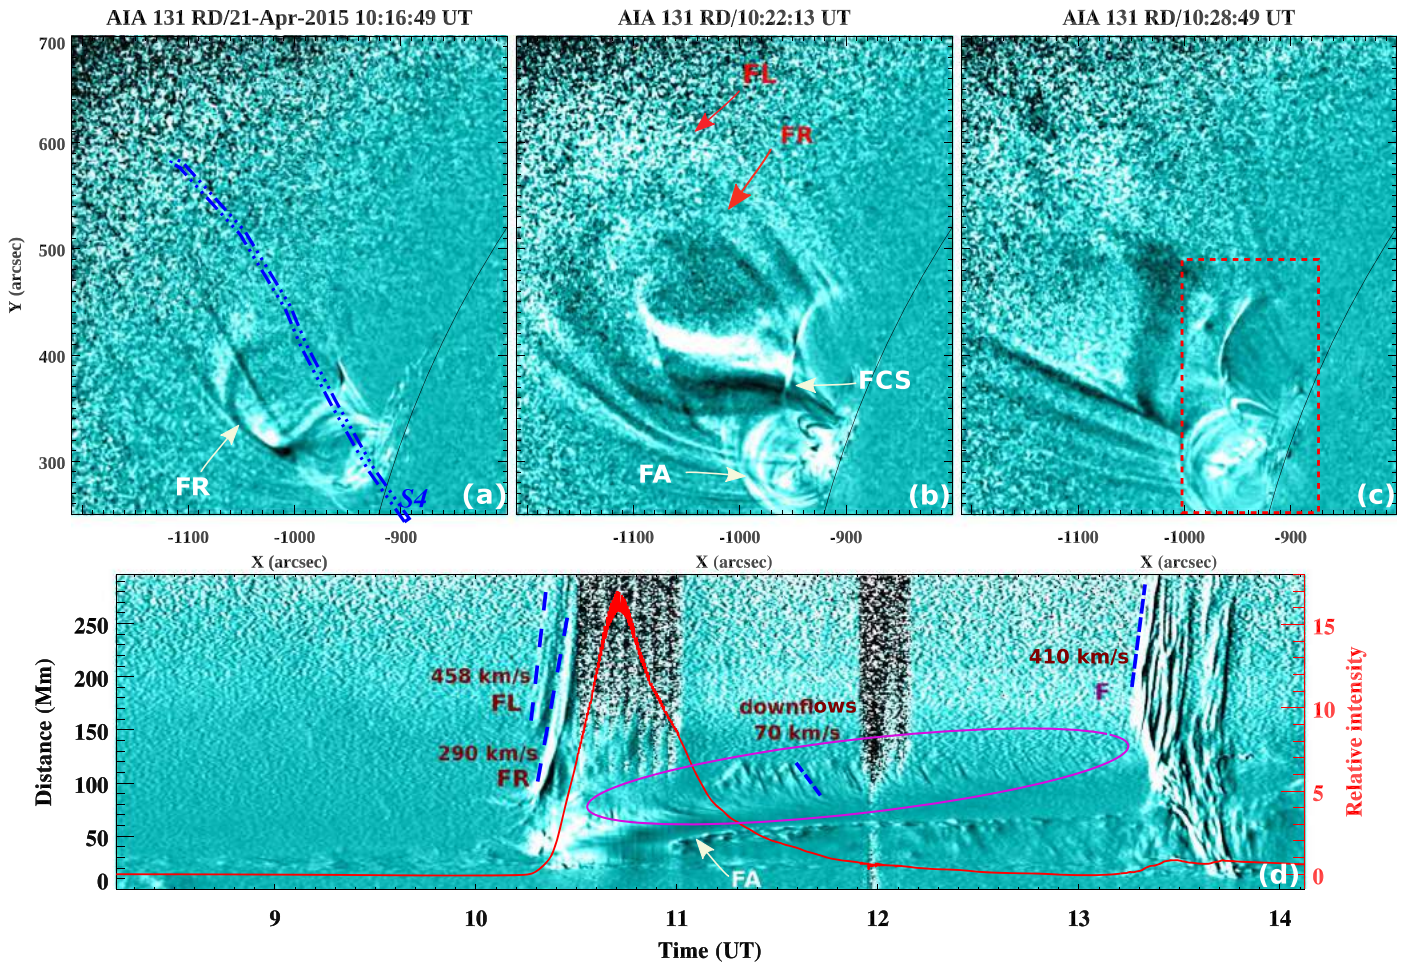 AIA 131 RD/21-Apr-2015 10:16:49 UT
AIA 131 RD/10:22:13 UT
AIA 131 RD/10:28:49 UT
700
600
500
400
300
Y (arcsec)
FR
S4
(a)
-1100
-1000
-900
X (arcsec)
FL
FR
FCS
FA
(b)
-1100
-1000
-900
X (arcsec)
(c)
-1100
-1000
-900
X (arcsec)
250
200
150
100
50
0
Distance (Mm)
458 km/s
FL
290 km/s
FR
downflows
70 km/s
410 km/s
F
FA
(d)
15
10
5
0
Relative intensity
9
10
11
12
13
14
Time (UT)